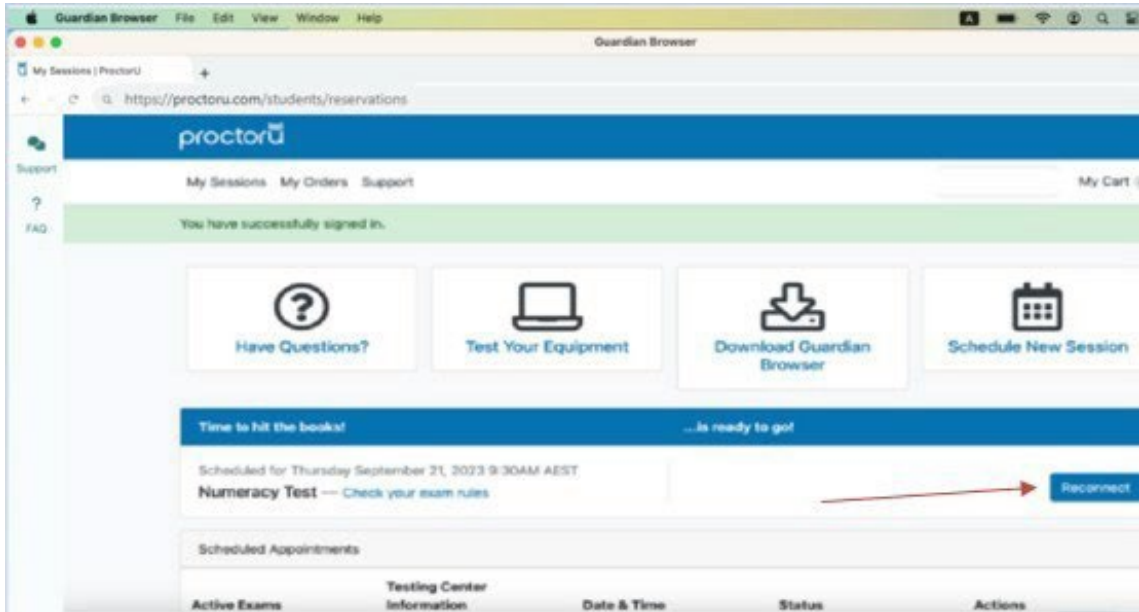 Guardian Browser File Edit View Window Help A
Guardian Browser
My Sessions | ProctorU +
https://proctoru.com/students/reservations
proctorU
Support
My Sessions My Orders Support My Cart
?
FAQ
You have successfully signed in.
?
Have Questions? Test Your Equipment Download Guardian Browser Schedule New Session
Time to hit the books! ...is ready to go!
Scheduled for Thursday September 21, 2023 9:30AM AEST
Numeracy Test — Check your exam rules
Reconnect
Scheduled Appointments
Active Exams Testing Center Information Date & Time Status Actions